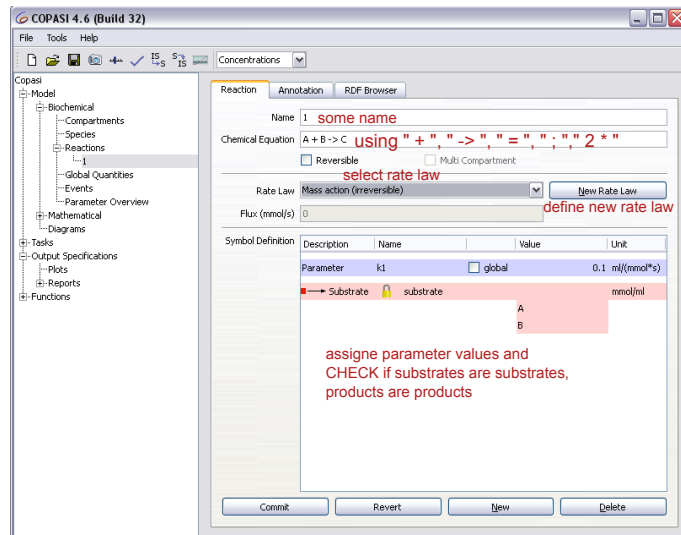 COPASI 4.6 (Build 32)
File Tools Help
IS S
S IS
Concentrations
Copasi
Model
Biochemical
Compartments
Species
Reactions
1
Global Quantities
Events
Parameter Overview
Mathematical
Diagrams
Tasks
Output Specifications
Plots
Reports
Functions
Reaction Annotation RDF Browser
Name 1 some name
Chemical Equation A + B -> C using " + ", " -> ", " = ", " ; "," 2 * "
Reversible Multi Compartment
select rate law
Rate Law Mass action (irreversible) New Rate Law
define new rate law
Flux (mmol/s) 0
Symbol Definition Description Name Value Unit
Parameter k1 global 0.1 ml/(mmol*s)
Substrate substrate mmol/ml
A
B
assigne parameter values and
CHECK if substrates are substrates,
products are products
Commit Revert New Delete